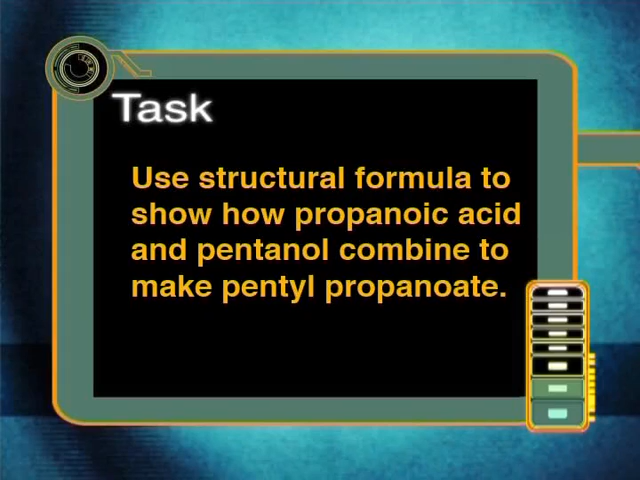 Task
Use structural formula to
show how propanoic acid
and pentanol combine to
make pentyl propanoate.